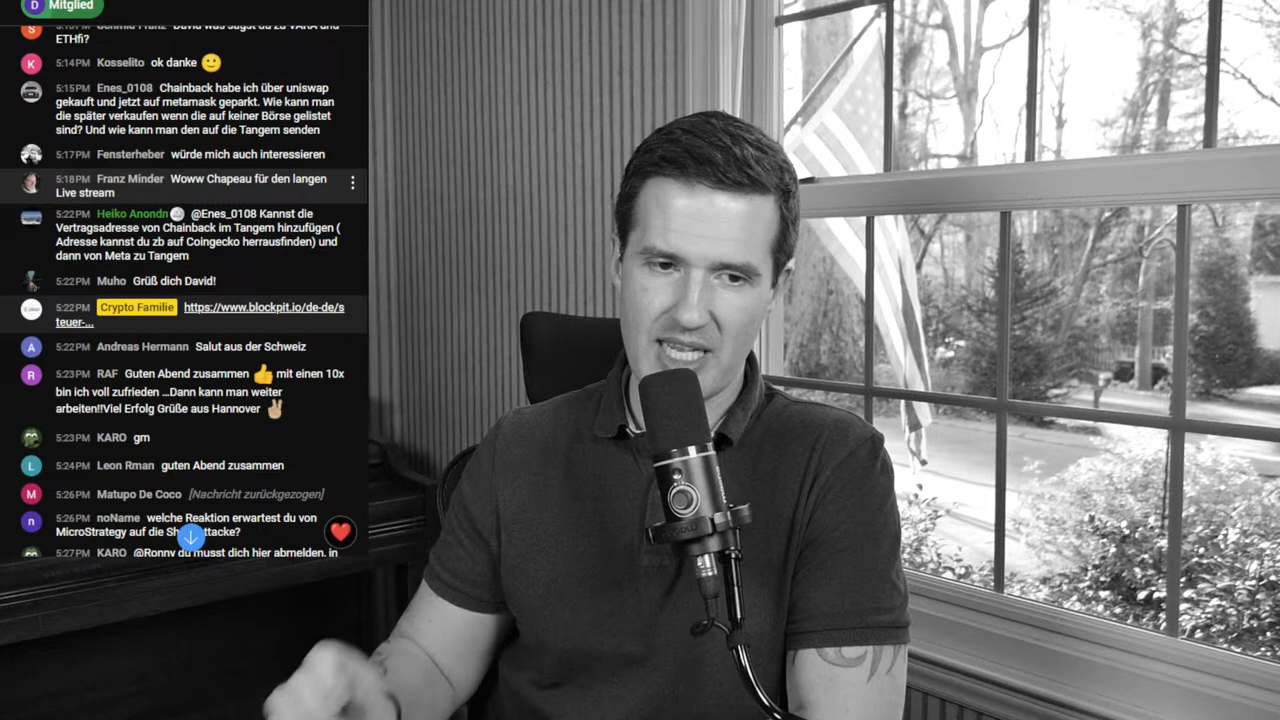 D Mitglied
S 5:13PM Schmid Franz David was sagst du zu VARA und
ETHfi?
K 5:14PM Kosselito ok danke
5:15PM Enes_0108 Chainback habe ich über uniswap
gekauft und jetzt auf metamask geparkt. Wie kann man
die später verkaufen wenn die auf keiner Börse gelistet
sind? Und wie kann man den auf die Tangem senden
5:17PM Fensterheber würde mich auch interessieren
5:18PM Franz Minder Woww Chapeau für den langen
Live stream
5:22PM Heiko Anondn @Enes_0108 Kannst die
Vertragsadresse von Chainback im Tangem hinzufügen (
Adresse kannst du zb auf Coingecko herrausfinden) und
dann von Meta zu Tangem
5:22PM Muho Grüß dich David!
5:22PM Crypto Familie https://www.blockpit.io/de-de/s
teuer-...
A 5:22PM Andreas Hermann Salut aus der Schweiz
R 5:23PM RAF Guten Abend zusammen 👍 mit einen 10x
bin ich voll zufrieden ...Dann kann man weiter
arbeiten!!Viel Erfolg Grüße aus Hannover
KARO 5:23PM gm
L 5:24PM Leon Rman guten Abend zusammen
M 5:26PM Matupo De Coco [Nachricht zurückgezogen]
n 5:26PM noName welche Reaktion erwartest du von
MicroStrategy auf die
5:27PM KARO @Ronny du musst dich hier abmelden, in